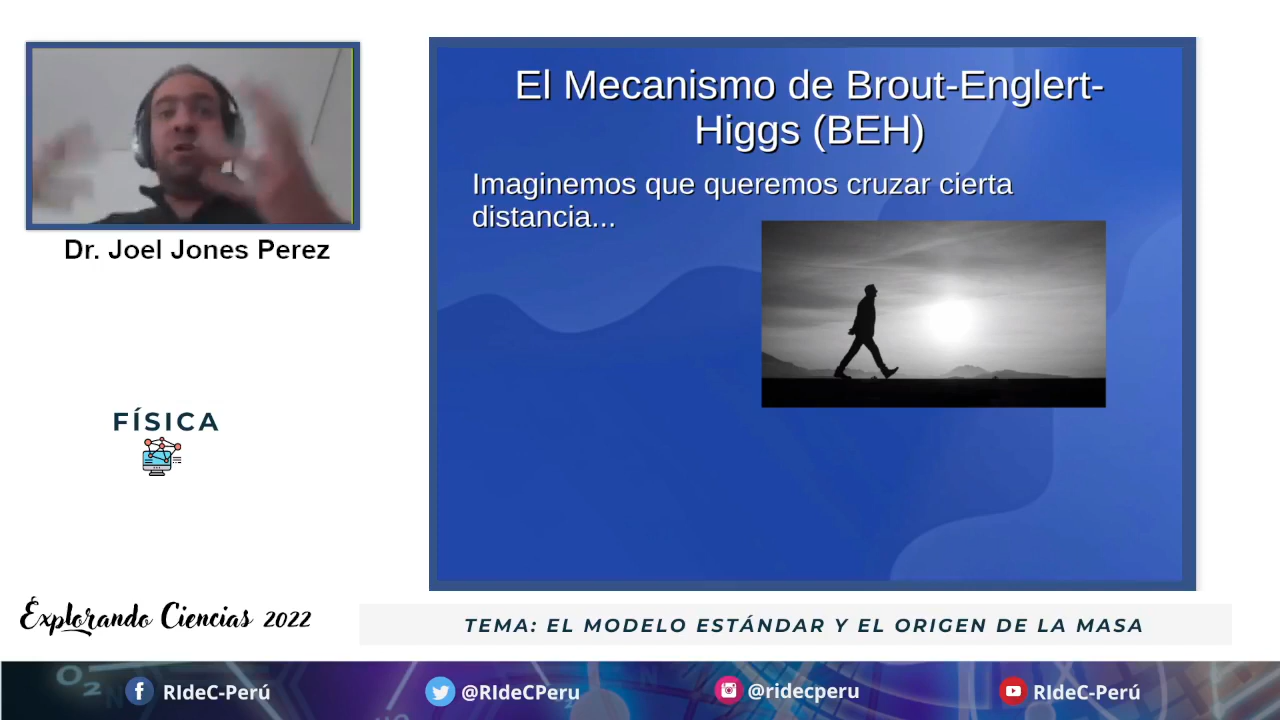 El Mecanismo de Brout-Englert-
Higgs (BEH)
Imaginemos que queremos cruzar cierta
distancia...
Dr. Joel Jones Perez
FÍSICA
Explorando Ciencias 2022
TEMA: EL MODELO ESTÁNDAR Y EL ORIGEN DE LA MASA
O2
RIdeC-Perú
@RIdeCPeru
@ridecperu
RIdeC-Perú